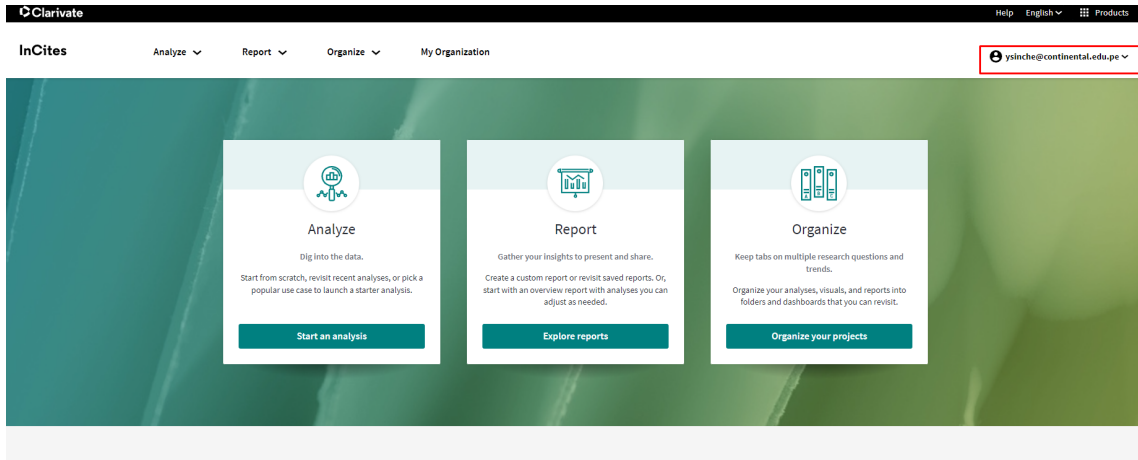 Clarivate
Help English Products
InCites Analyze Report Organize My Organization ysinche@continental.edu.pe
Analyze
Dig into the data.
Start from scratch, revisit recent analyses, or pick a
popular use case to launch a starter analysis.
Start an analysis
Report
Gather your insights to present and share.
Create a custom report or revisit saved reports. Or,
start with an overview report with analyses you can
adjust as needed.
Explore reports
Organize
Keep tabs on multiple research questions and
trends.
Organize your analyses, visuals, and reports into
folders and dashboards that you can revisit.
Organize your projects